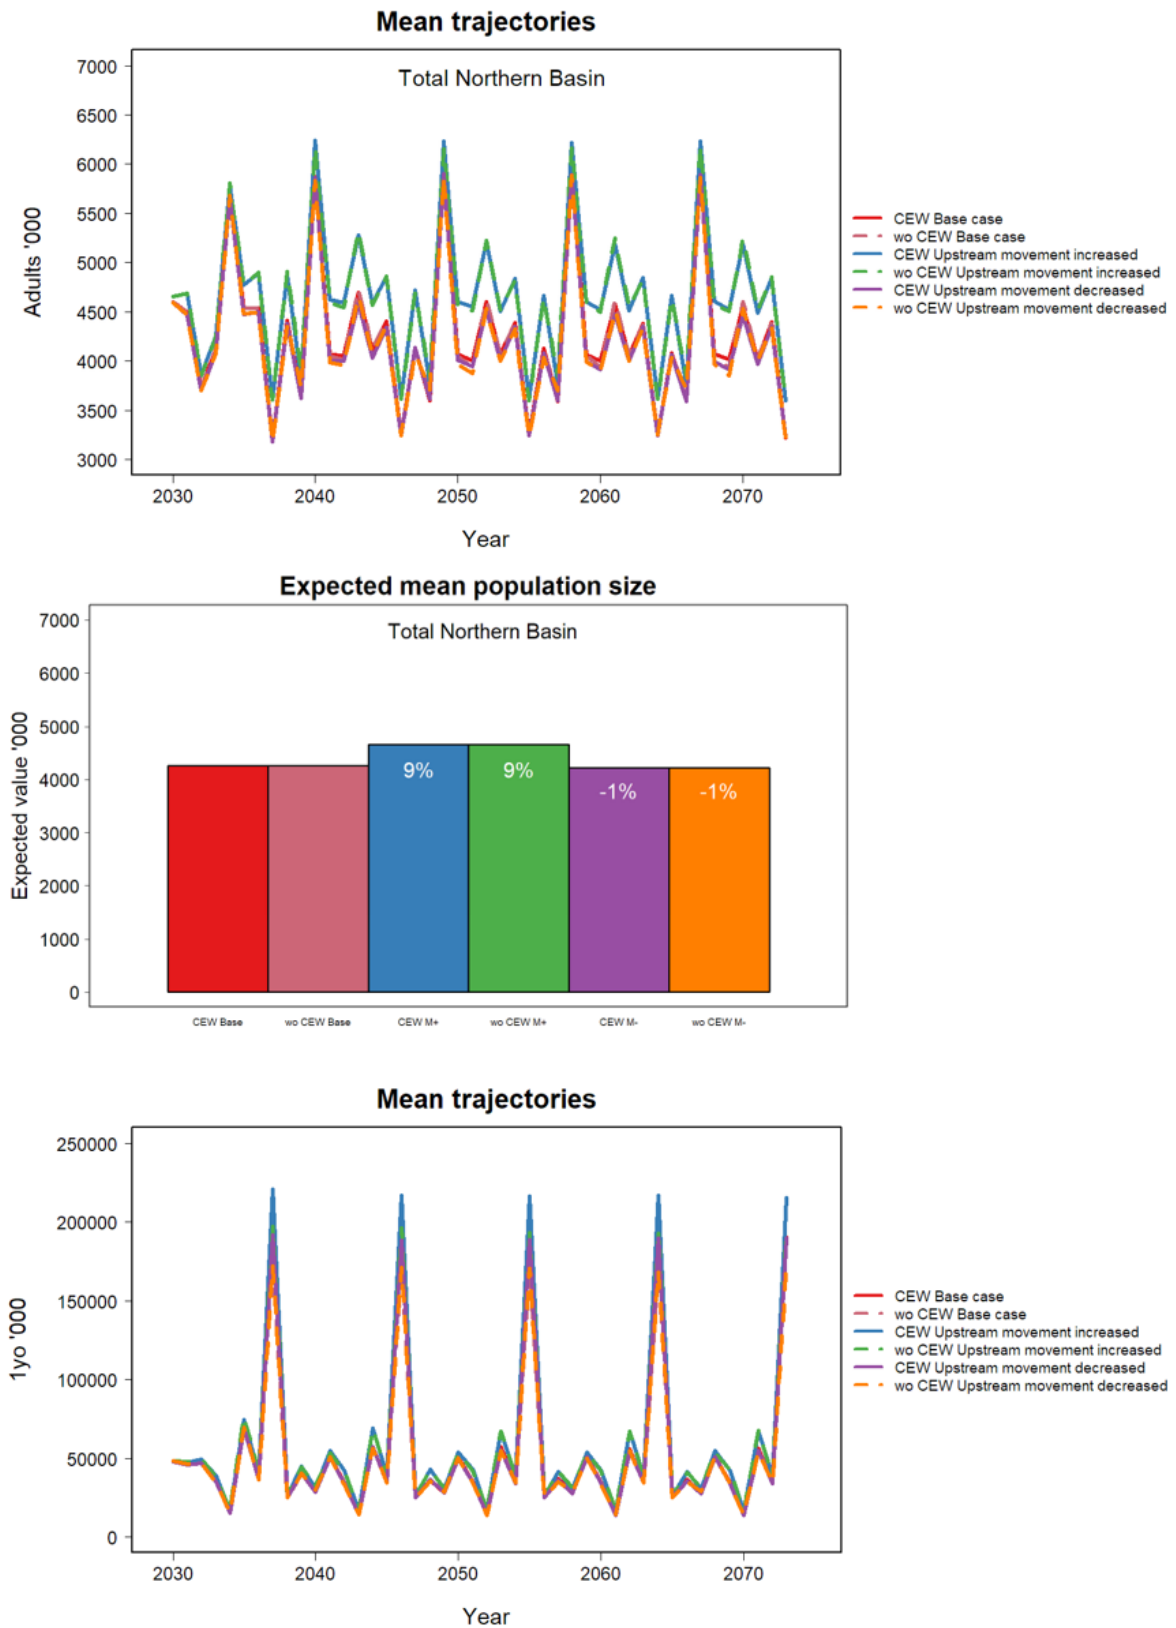 Mean trajectories
Total Northern Basin
7000
6500
6000
5500
5000
4500
4000
3500
3000
Adults '000
2030
2040
2050
2060
2070
Year
CEW Base case
wo CEW Base case
CEW Upstream movement increased
wo CEW Upstream movement increased
CEW Upstream movement decreased
wo CEW Upstream movement decreased
Expected mean population size
Total Northern Basin
7000
6000
5000
4000
3000
2000
1000
0
Expected value '000
9%
9%
-1%
-1%
CEW Base
wo CEW Base
CEW M+
wo CEW M+
CEW M-
wo CEW M-
Mean trajectories
250000
200000
150000
100000
50000
0
1yo '000
2030
2040
2050
2060
2070
Year
CEW Base case
wo CEW Base case
CEW Upstream movement increased
wo CEW Upstream movement increased
CEW Upstream movement decreased
wo CEW Upstream movement decreased